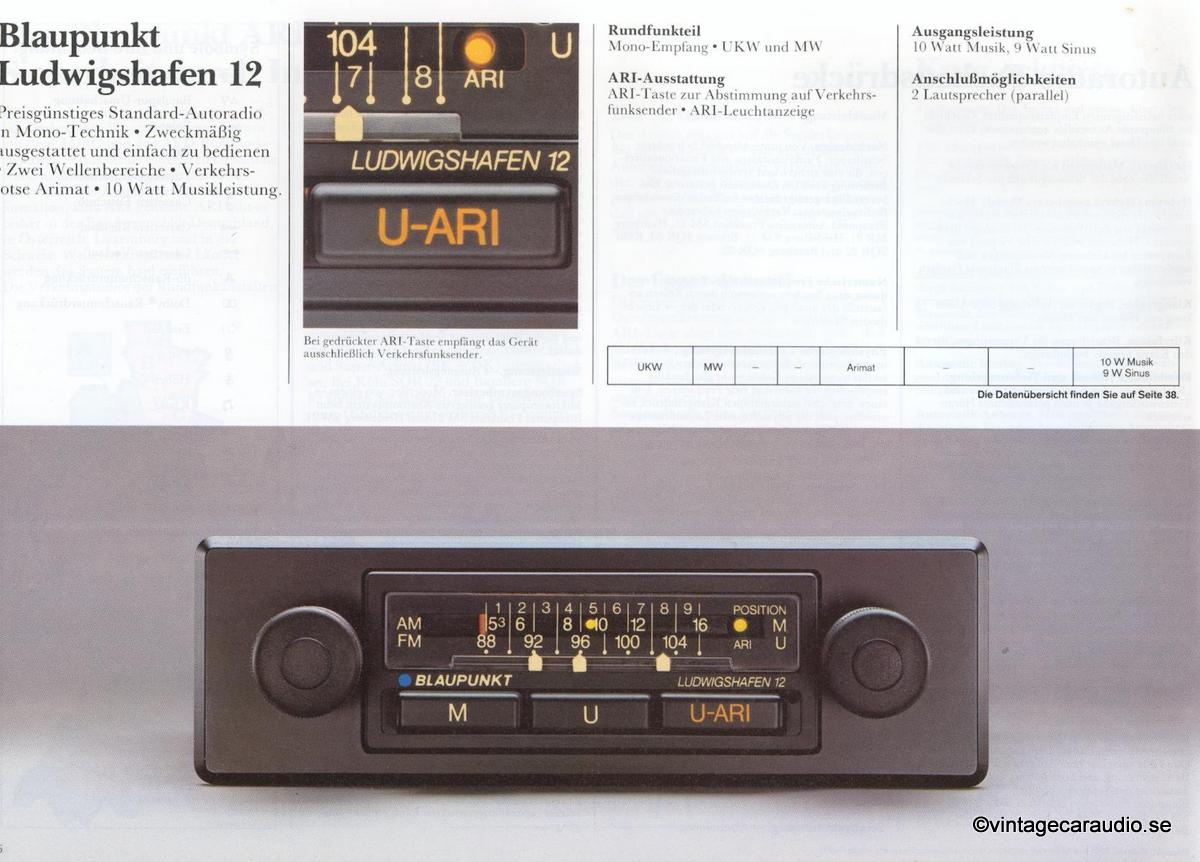 Blaupunkt
Ludwigshafen 12
Preisgünstiges Standard-Autoradio
in Mono-Technik • Zweckmäßig
ausgestattet und einfach zu bedienen
• Zwei Wellenbereiche • Verkehrs-
otse Arimat • 10 Watt Musikleistung.
104 U
7 8 ARI
LUDWIGSHAFEN 12
U-ARI
Bei gedrückter ARI-Taste empfängt das Gerät
ausschließlich Verkehrsfunksender.
Rundfunkteil
Mono-Empfang • UKW und MW
ARI-Ausstattung
ARI-Taste zur Abstimmung auf Verkehrs-
funksender • ARI-Leuchtanzeige
Ausgangsleistung
10 Watt Musik, 9 Watt Sinus
Anschlußmöglichkeiten
2 Lautsprecher (parallel)
UKW MW – – Arimat – – 10 W Musik
9 W Sinus
Die Datenübersicht finden Sie auf Seite 38.
1 2 3 4 5 6 7 8 9 POSITION
AM 53 6 8 10 12 16 M
FM 88 92 96 100 104 ARI U
BLAUPUNKT LUDWIGSHAFEN 12
M U U-ARI
©vintagecaraudio.se